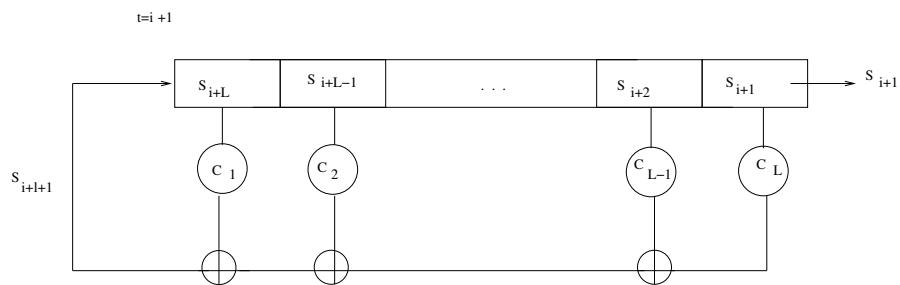 t=i +1
S i+L S i+L−1 . . . S i+2 S i+1 S i+1
C 1 C 2 C L−1 C L
S i+l+1